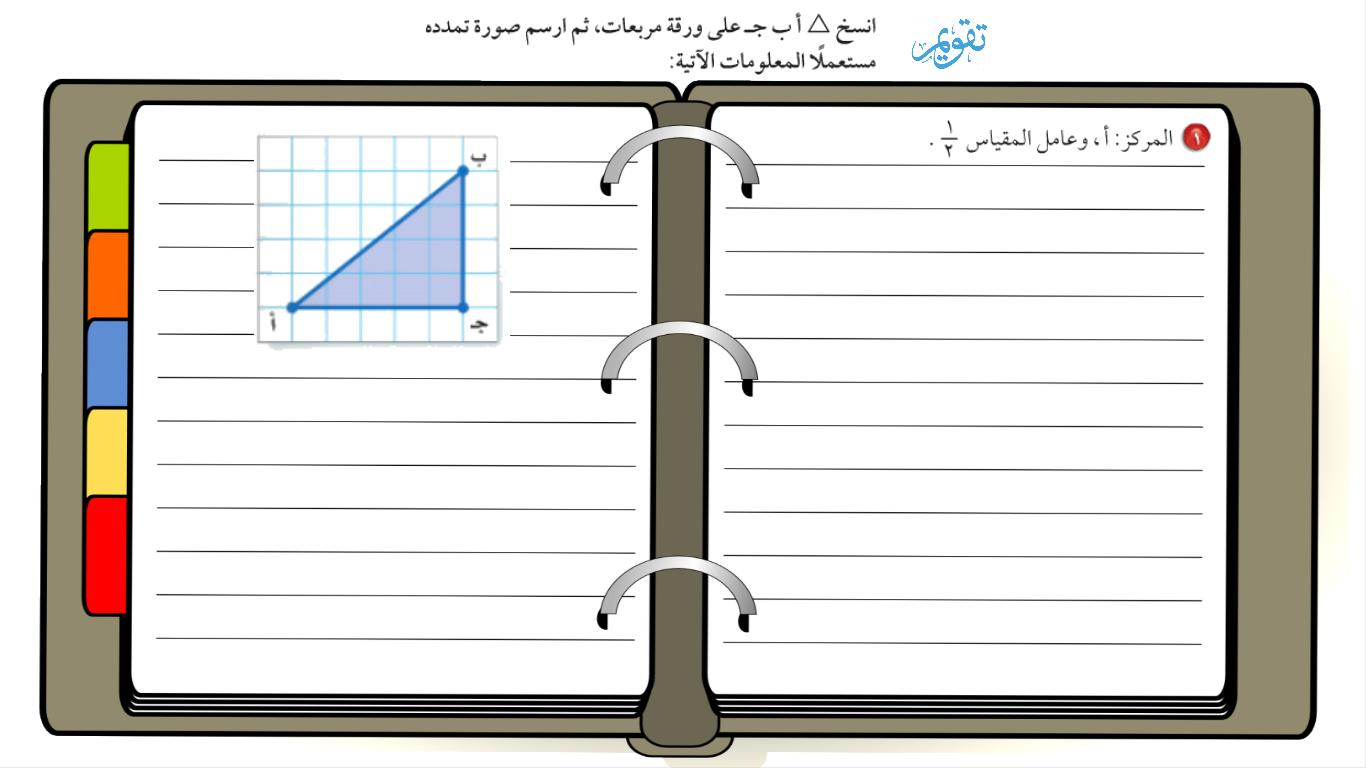 تقويم
انسخ △ أ ب جـ على ورقة مربعات، ثم ارسم صورة تمدده
مستعملًا المعلومات الآتية:
١ المركز: أ، وعامل المقياس ١/٢ .
ب
أ
جـ